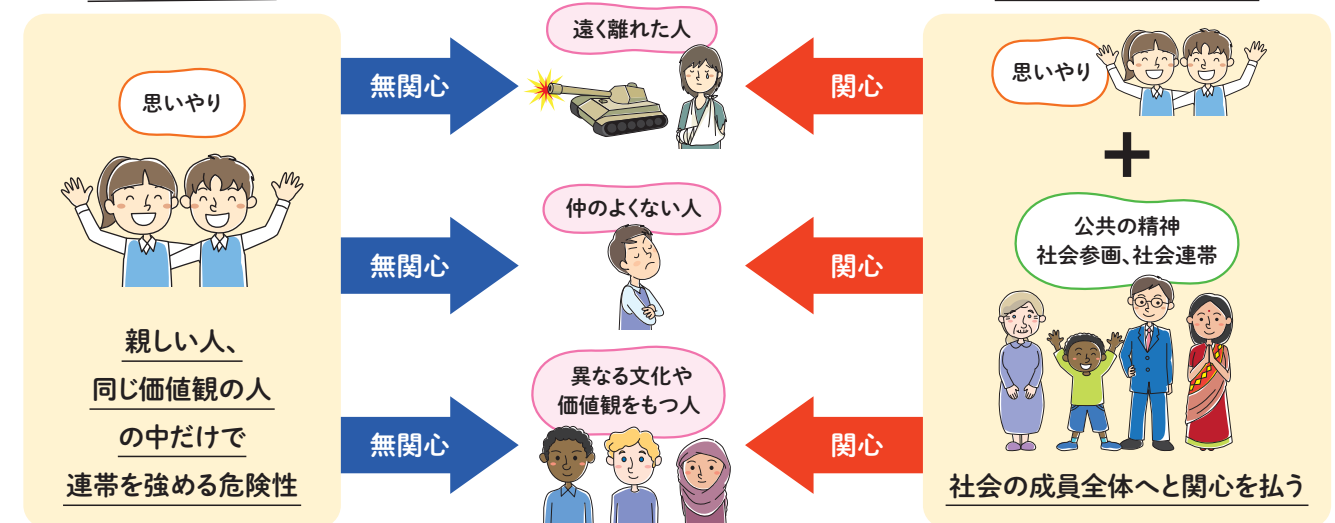 思いやり
親しい人、
同じ価値観の人
の中だけで
連帯を強める危険性
無関心
遠く離れた人
関心
無関心
仲のよくない人
関心
無関心
異なる文化や
価値観をもつ人
関心
思いやり
+
公共の精神
社会参画、社会連帯
社会の成員全体へと関心を払う